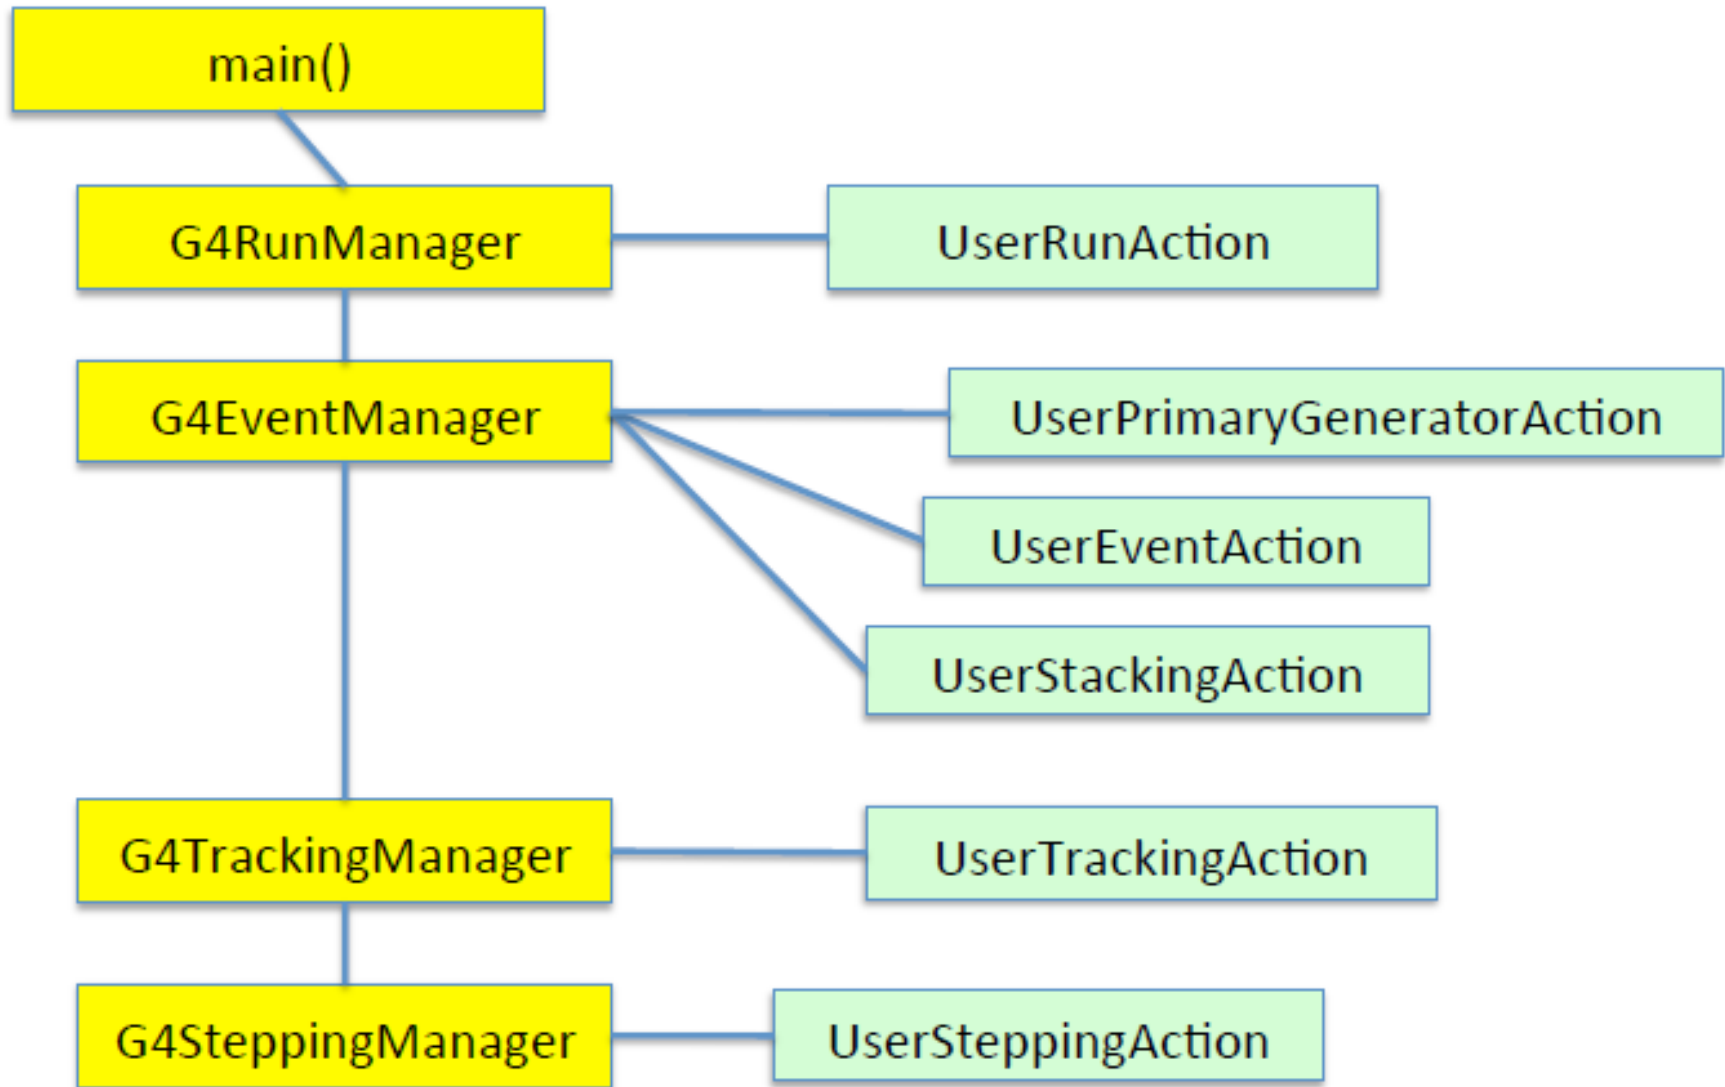 main()
G4RunManager
UserRunAction
G4EventManager
UserPrimaryGeneratorAction
UserEventAction
UserStackingAction
G4TrackingManager
UserTrackingAction
G4SteppingManager
UserSteppingAction